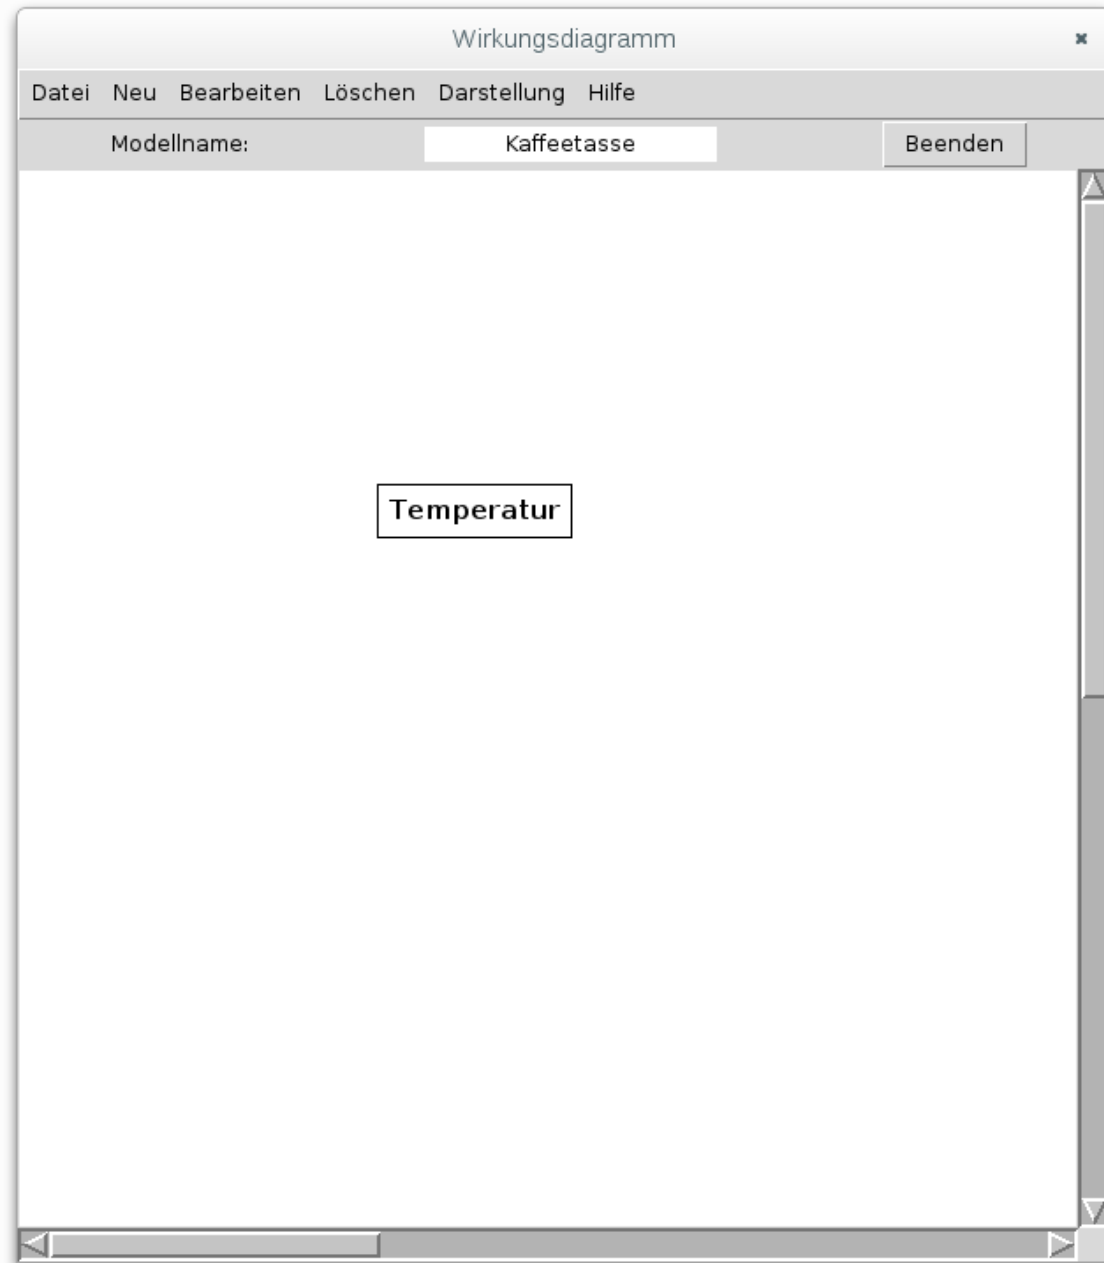 Wirkungsdiagramm
Datei Neu Bearbeiten Löschen Darstellung Hilfe
Modellname: Kaffeetasse Beenden
Temperatur